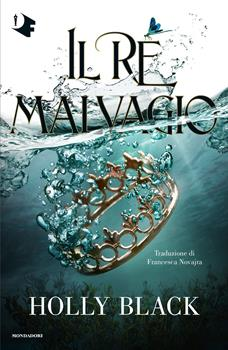 IL RE
MALVAGIO
Traduzione di
Francesca Novajra
HOLLY BLACK
MONDADORI